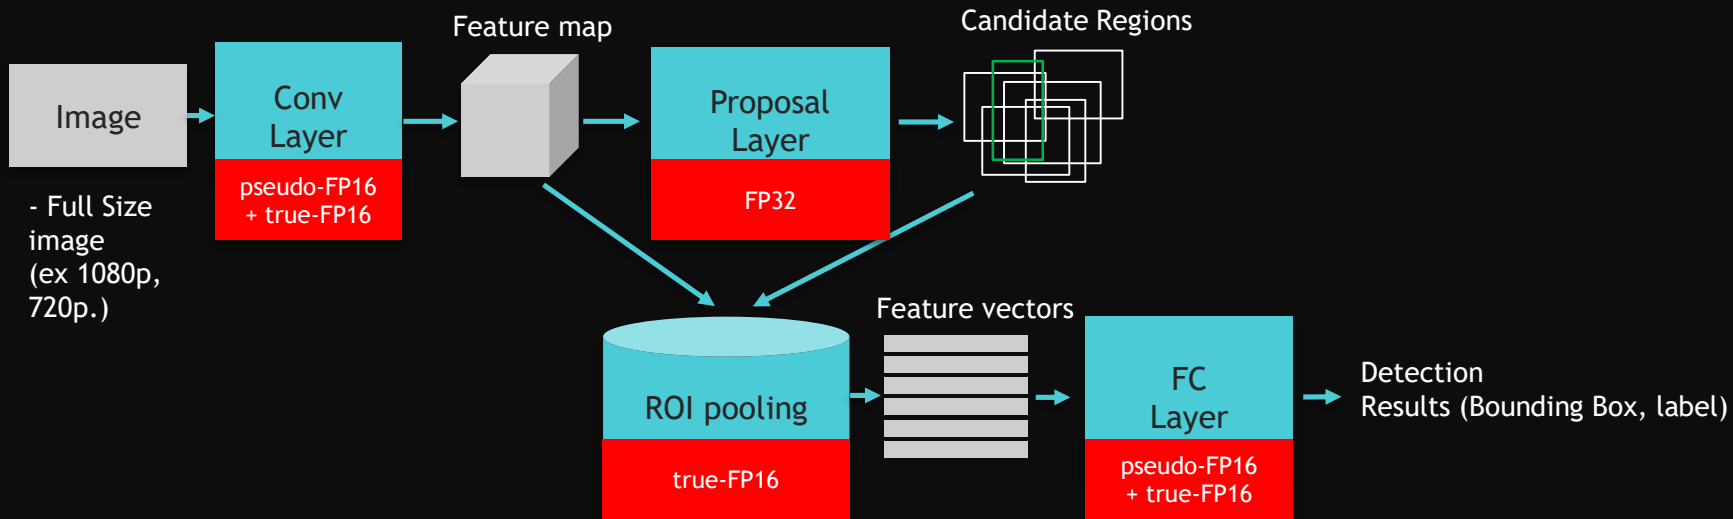 Image
- Full Size
image
(ex 1080p,
720p.)
Conv
Layer
pseudo-FP16
+ true-FP16
Feature map
Proposal
Layer
FP32
Candidate Regions
ROI pooling
true-FP16
Feature vectors
FC
Layer
pseudo-FP16
+ true-FP16
Detection
Results (Bounding Box, label)